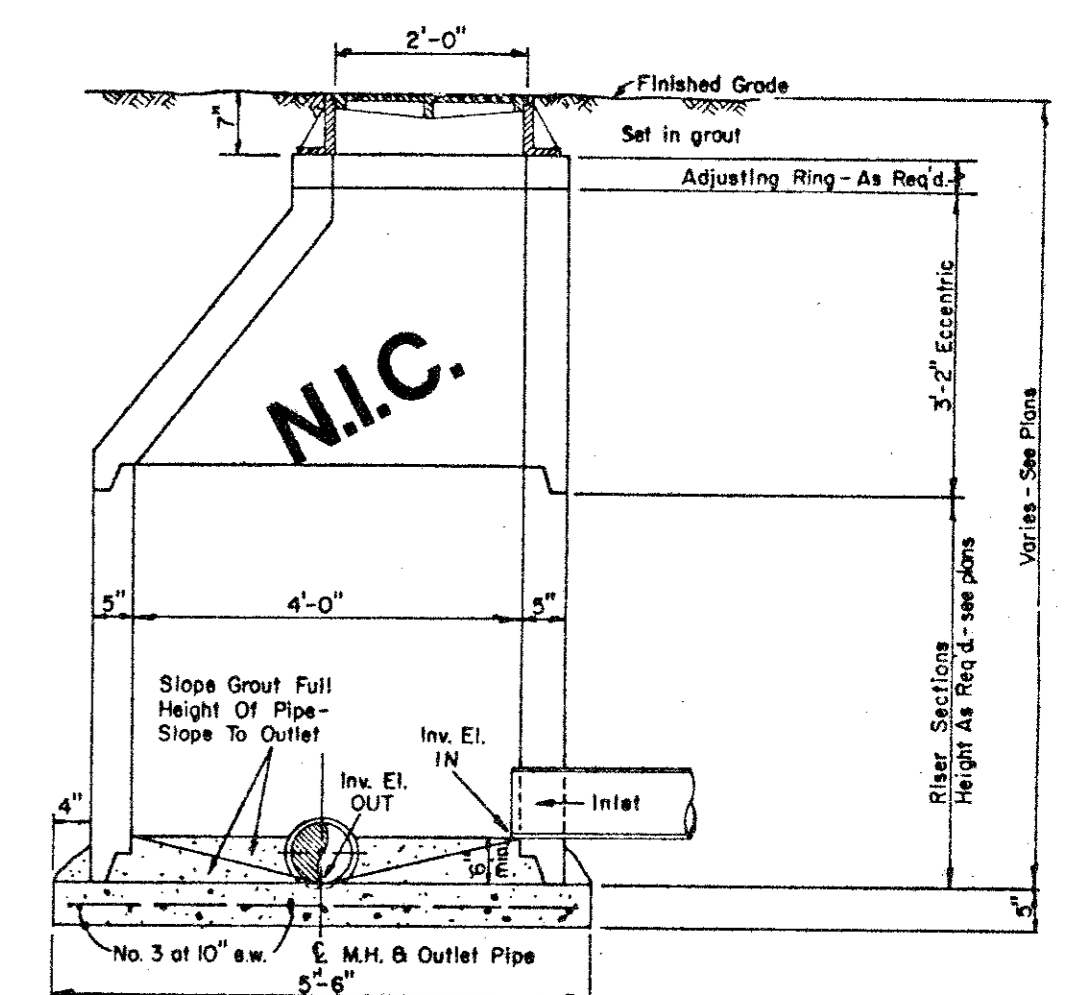 2'-0"
Finished Grade
7"
Set in grout
Adjusting Ring - As Req'd.
3'-2" Eccentric
Varies - See Plans
N.I.C.
5"
4'-0"
5"
Riser Sections
Height As Req'd. - see plans
Slope Grout Full
Height Of Pipe -
Slope To Outlet
Inv. El.
IN
Inv. El.
OUT
Inlet
4"
6"
min.
5"
No. 3 at 10" e.w.
℄ M.H. & Outlet Pipe
5'-6"